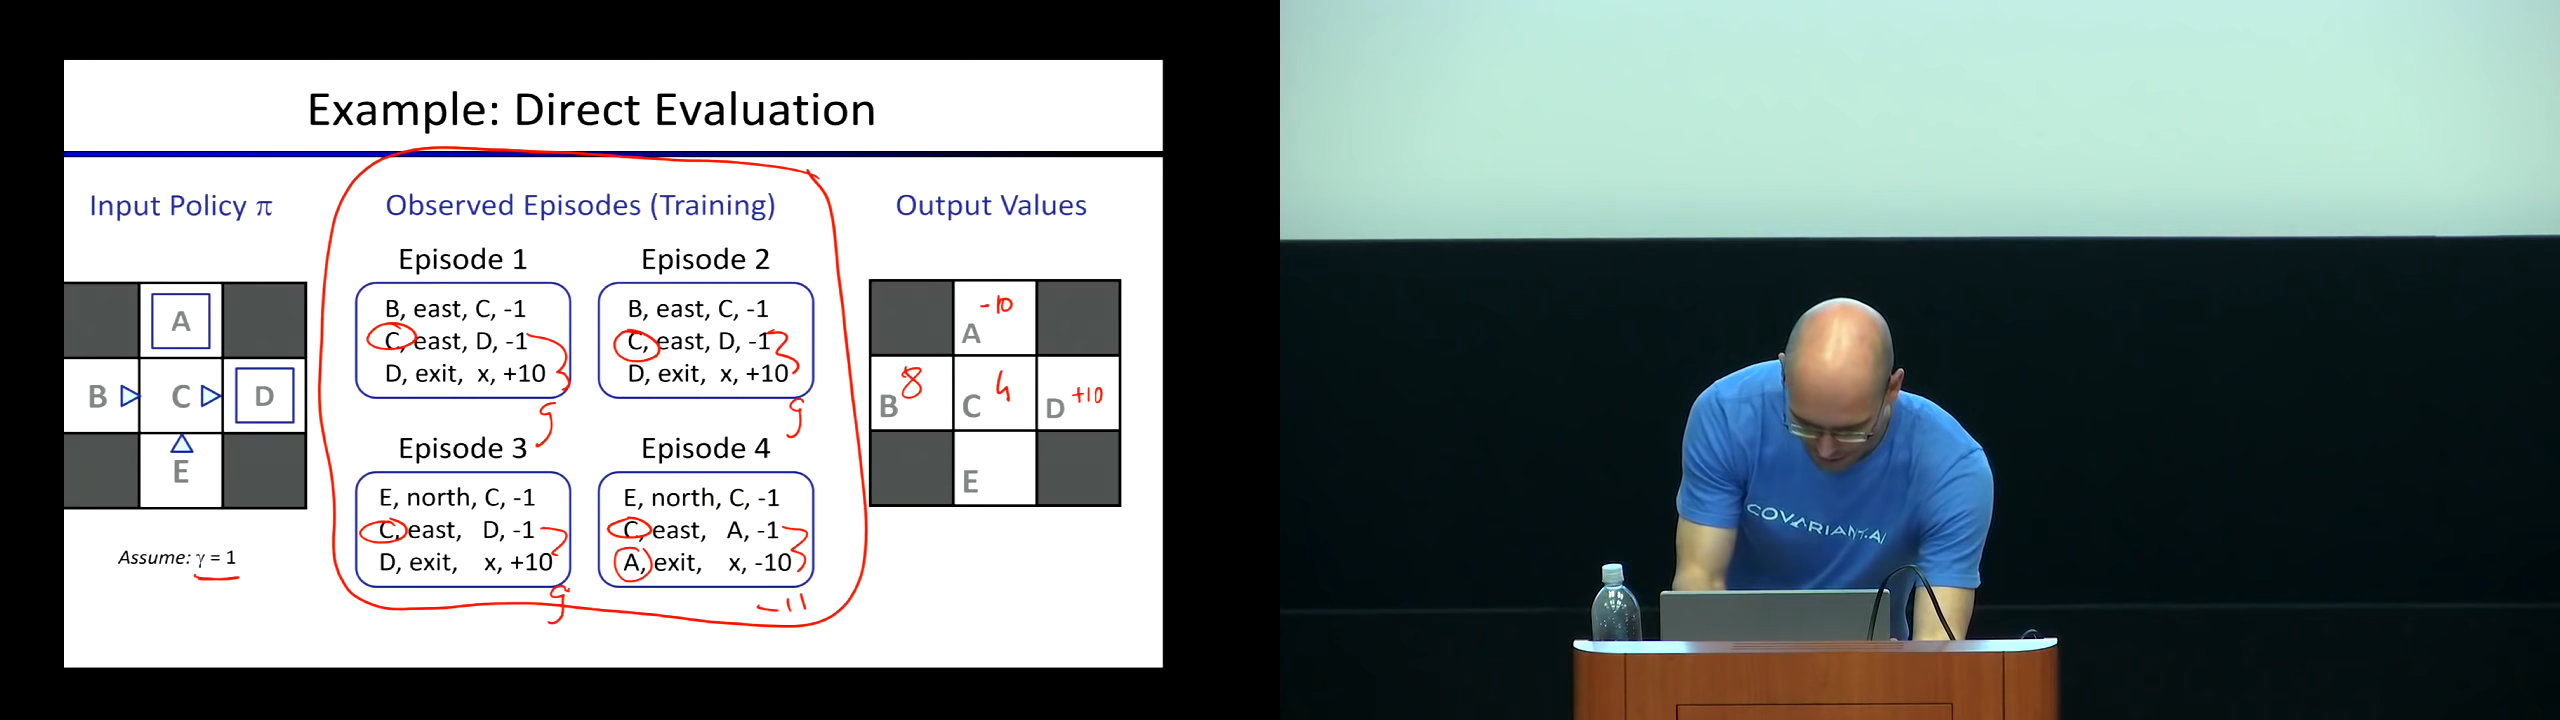 Example: Direct Evaluation
Input Policy π
Observed Episodes (Training)
Output Values
Episode 1
B, east, C, -1
C, east, D, -1
D, exit, x, +10
9
Episode 2
B, east, C, -1
C, east, D, -1
D, exit, x, +10
9
Episode 3
E, north, C, -1
C, east, D, -1
D, exit, x, +10
9
Episode 4
E, north, C, -1
C, east, A, -1
A, exit, x, -10
-11
A
B
C
D
E
Assume: γ = 1
-10
A
B 8
C 4
D +10
E
COVARIANT.AI